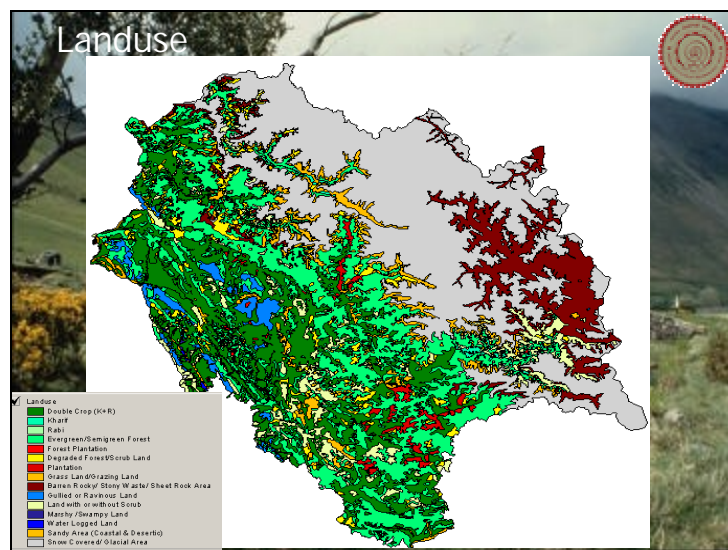 Landuse
Landuse
Double Crop (K+R)
Kharif
Rabi
Evergreen/Semigreen Forest
Forest Plantation
Degraded Forest/Scrub Land
Plantation
Grass Land/Grazing Land
Barren Rocky/ Stony Waste/ Sheet Rock Area
Gullied or Ravinous Land
Land with or without Scrub
Marshy /Swampy Land
Water Logged Land
Sandy Area (Coastal & Desertic)
Snow Covered/ Glacial Area